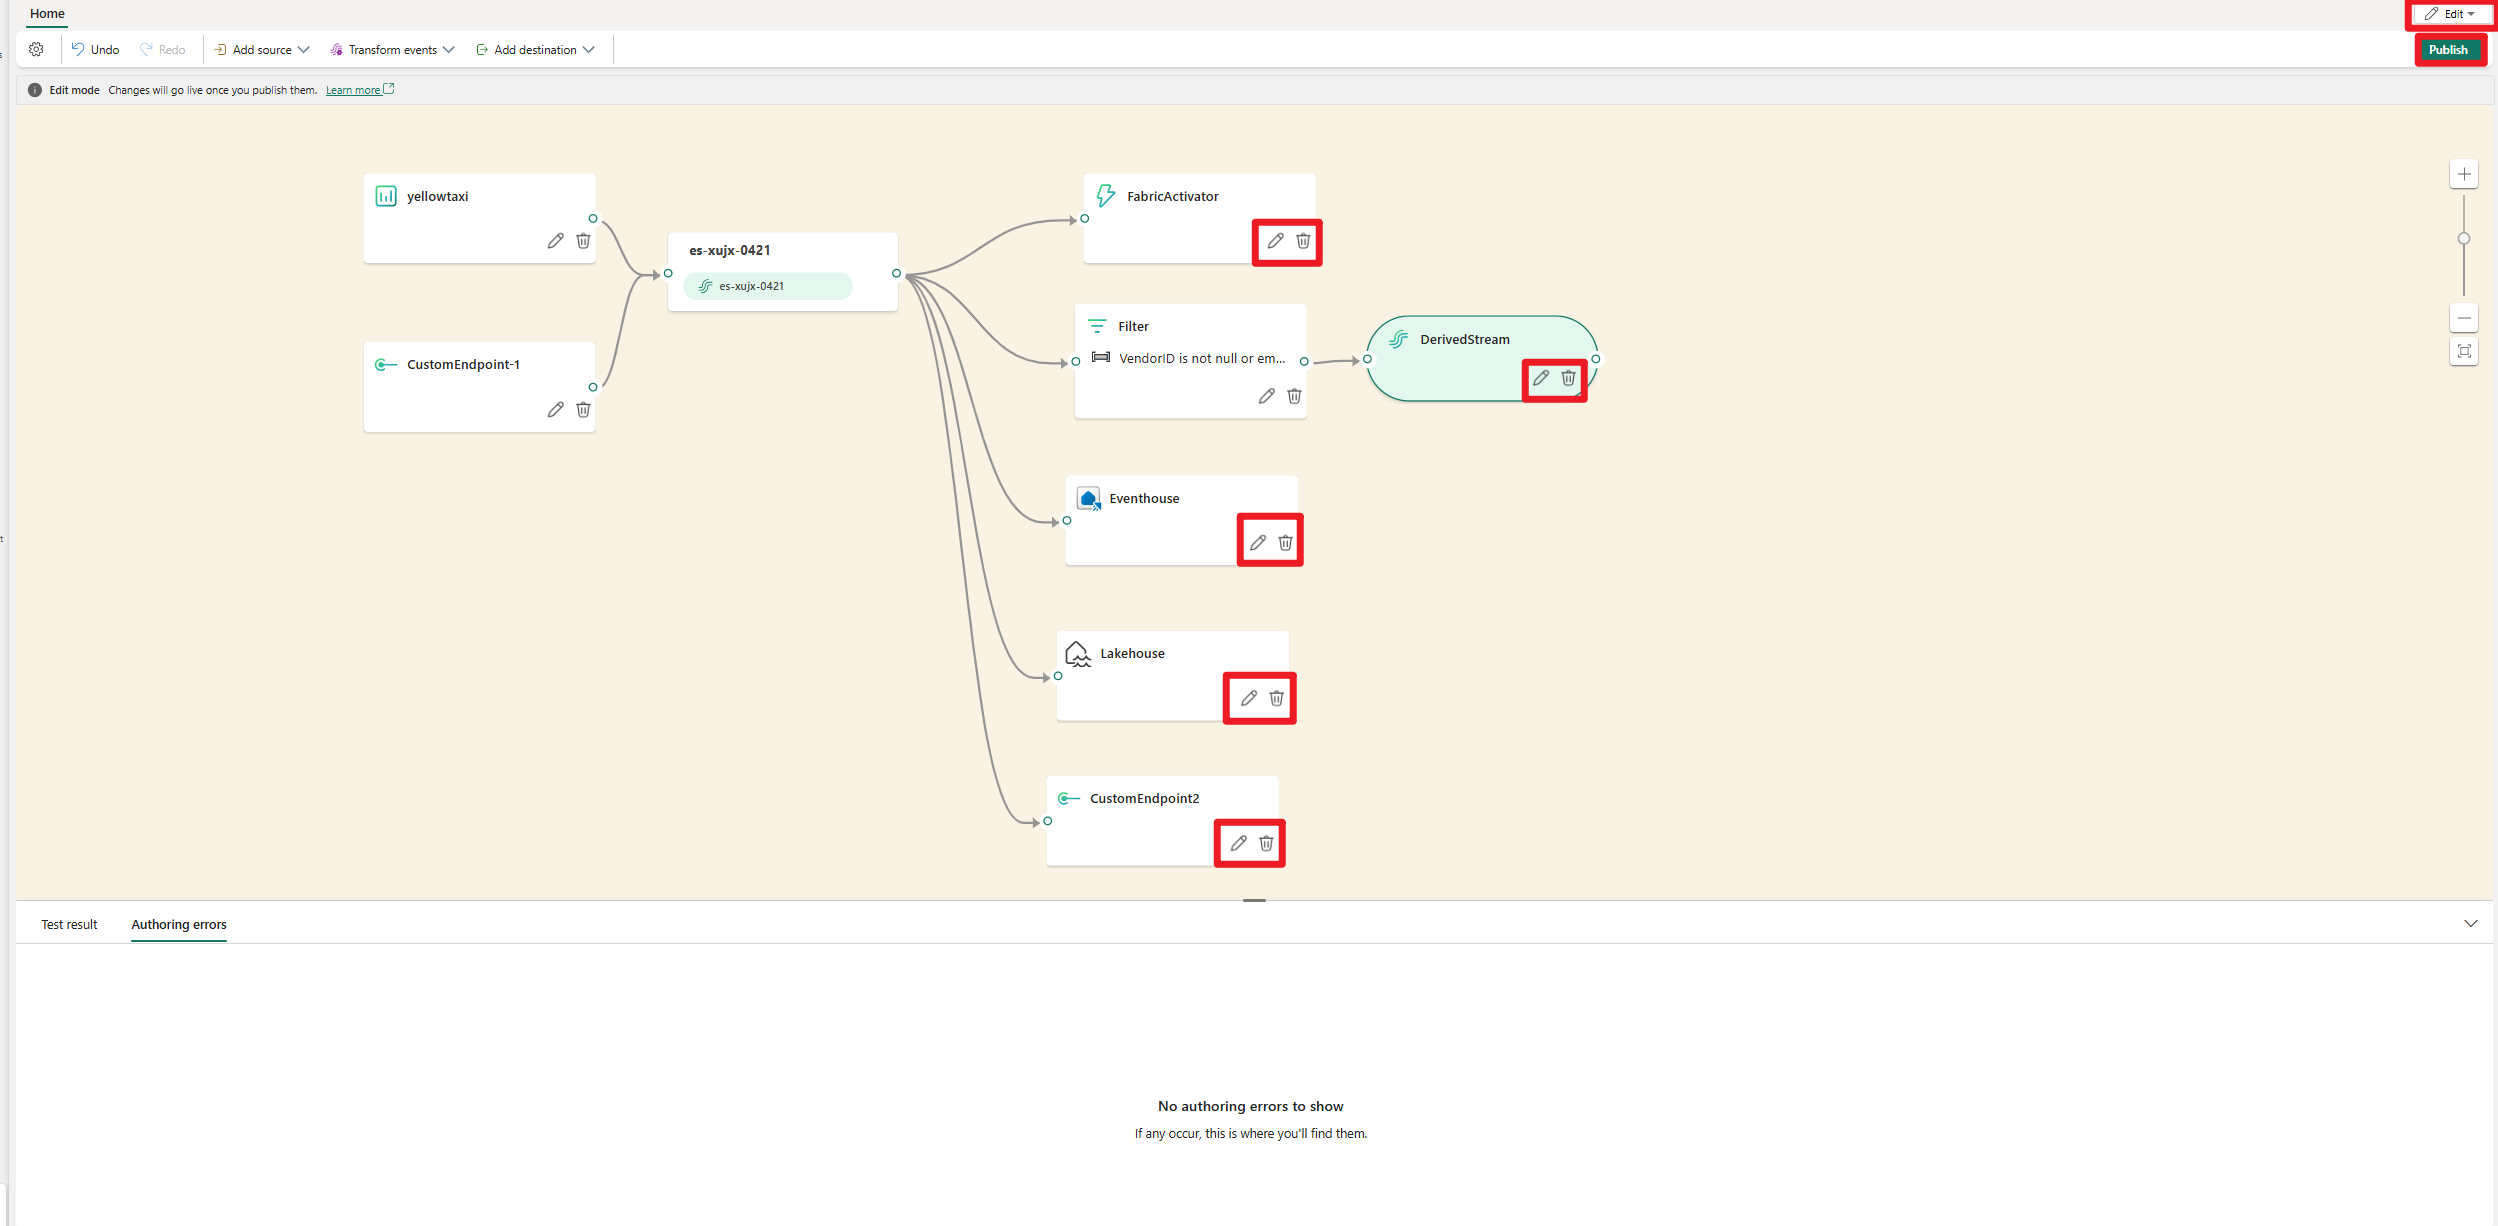 Home
Edit
Undo
Redo
Add source
Transform events
Add destination
Publish
Edit mode Changes will go live once you publish them. Learn more
yellowtaxi
CustomEndpoint-1
es-xujx-0421
es-xujx-0421
FabricActivator
Filter
VendorID is not null or em...
DerivedStream
Eventhouse
Lakehouse
CustomEndpoint2
Test result
Authoring errors
No authoring errors to show
If any occur, this is where you'll find them.